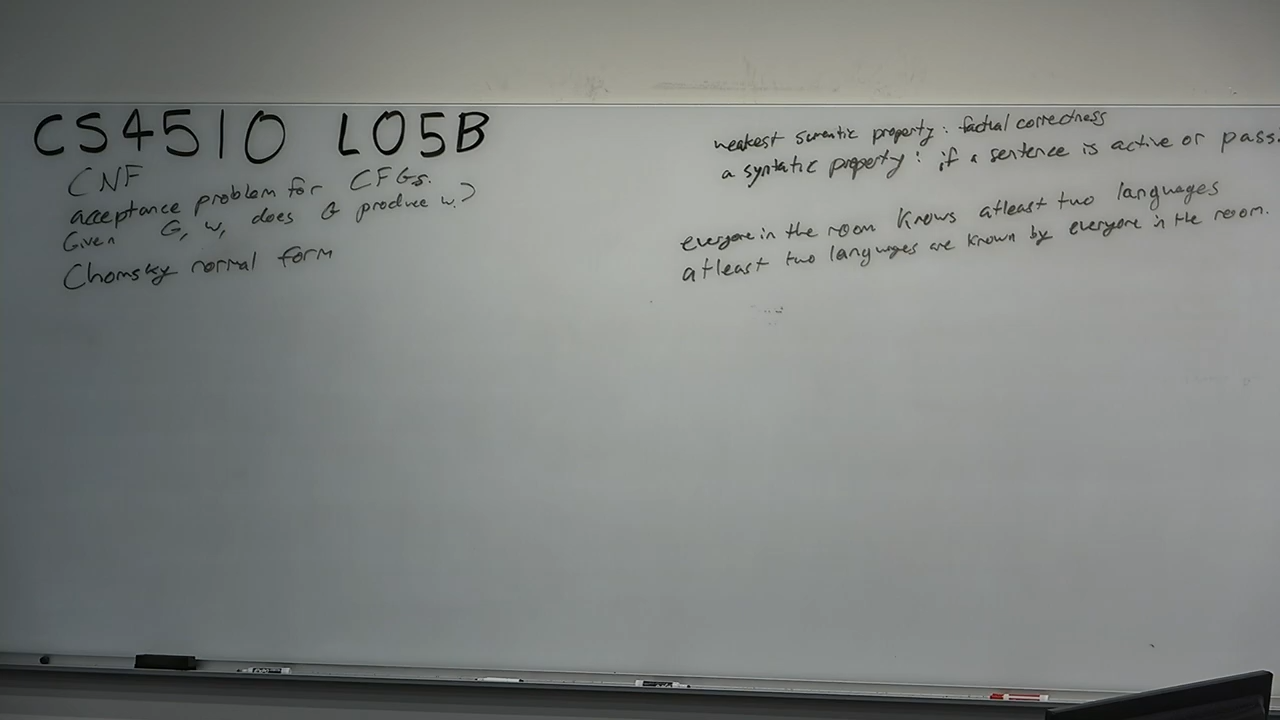 CS4510 L05B
CNF
acceptance problem for CFGs.
Given G, w, does G produce w?
Chomsky normal form
weakest semantic property: factual correctness
a syntatic property: if a sentence is active or pass.
everyone in the room knows atleast two languages
atleast two languages are known by everyone in the room.